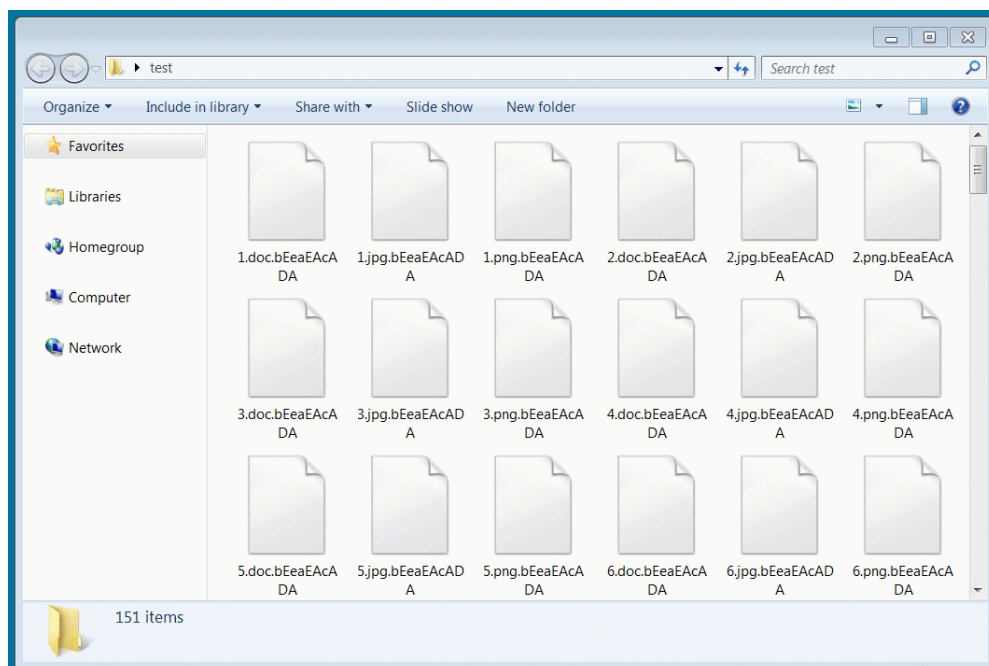 test
Search test
Organize Include in library Share with Slide show New folder
Favorites
Libraries
Homegroup
Computer
Network
1.doc.bEeaEAcA
DA
1.jpg.bEeaEAcAD
A
1.png.bEeaEAcA
DA
2.doc.bEeaEAcA
DA
2.jpg.bEeaEAcAD
A
2.png.bEeaEAcA
DA
3.doc.bEeaEAcA
DA
3.jpg.bEeaEAcAD
A
3.png.bEeaEAcA
DA
4.doc.bEeaEAcA
DA
4.jpg.bEeaEAcAD
A
4.png.bEeaEAcA
DA
5.doc.bEeaEAcA
DA
5.jpg.bEeaEAcAD
A
5.png.bEeaEAcA
DA
6.doc.bEeaEAcA
DA
6.jpg.bEeaEAcAD
A
6.png.bEeaEAcA
DA
151 items